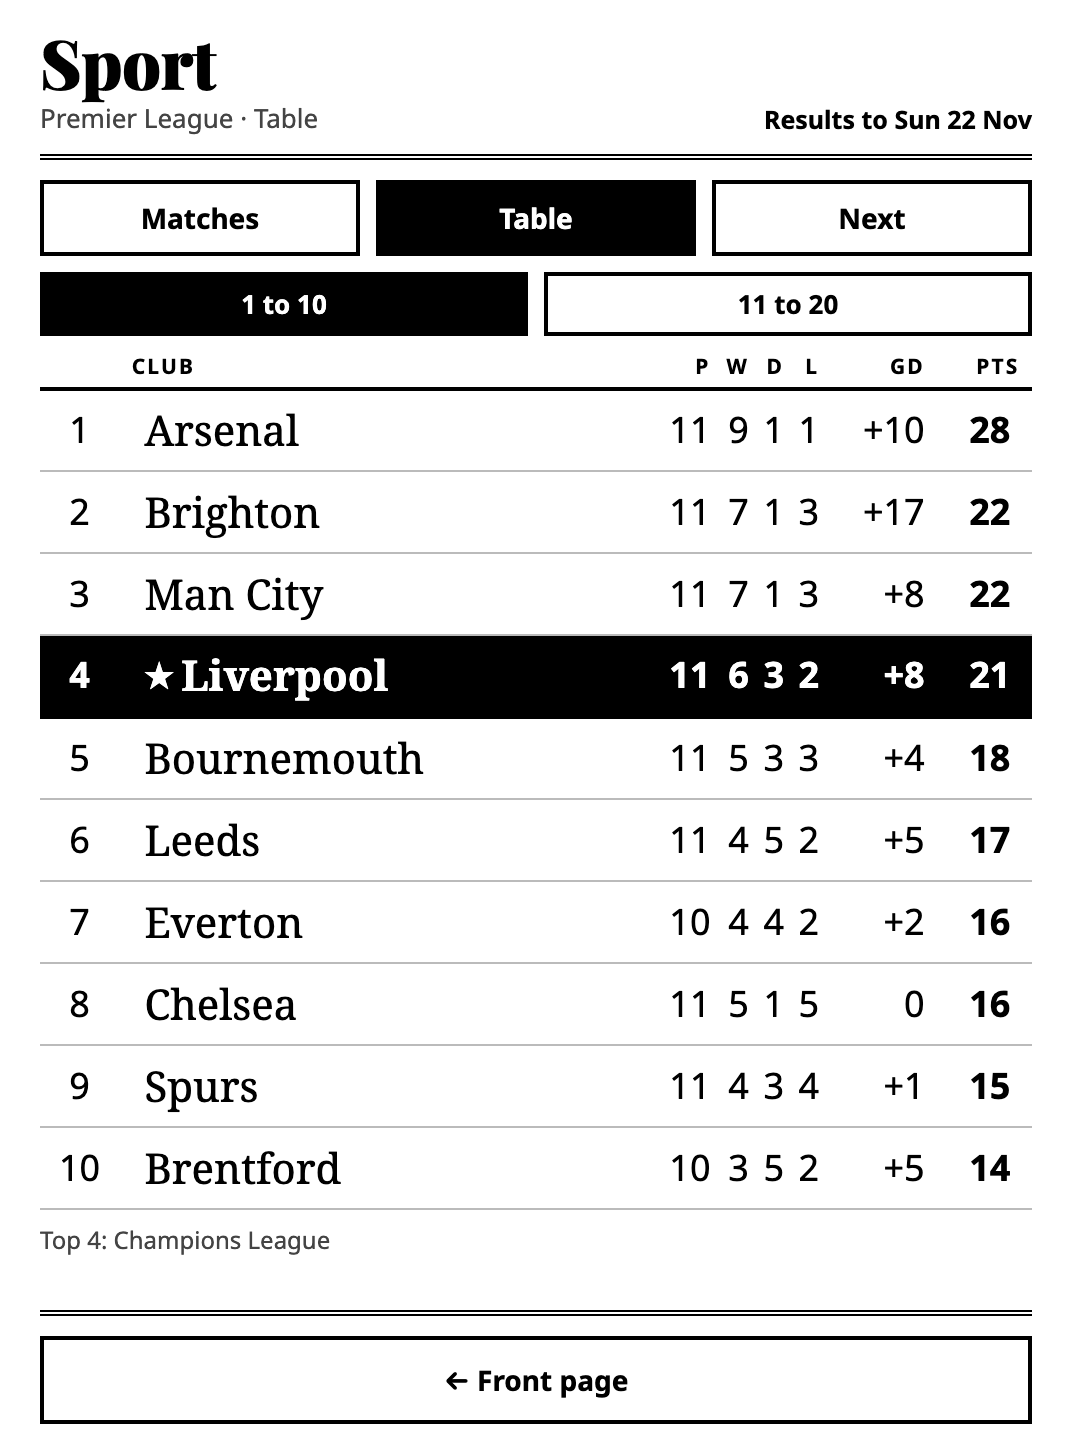 Sport
Premier League · Table
Results to Sun 22 Nov
Matches Table Next
1 to 10 11 to 20
CLUB P W D L GD PTS
1 Arsenal 11 9 1 1 +10 28
2 Brighton 11 7 1 3 +17 22
3 Man City 11 7 1 3 +8 22
4 ★ Liverpool 11 6 3 2 +8 21
5 Bournemouth 11 5 3 3 +4 18
6 Leeds 11 4 5 2 +5 17
7 Everton 10 4 4 2 +2 16
8 Chelsea 11 5 1 5 0 16
9 Spurs 11 4 3 4 +1 15
10 Brentford 10 3 5 2 +5 14
Top 4: Champions League
← Front page